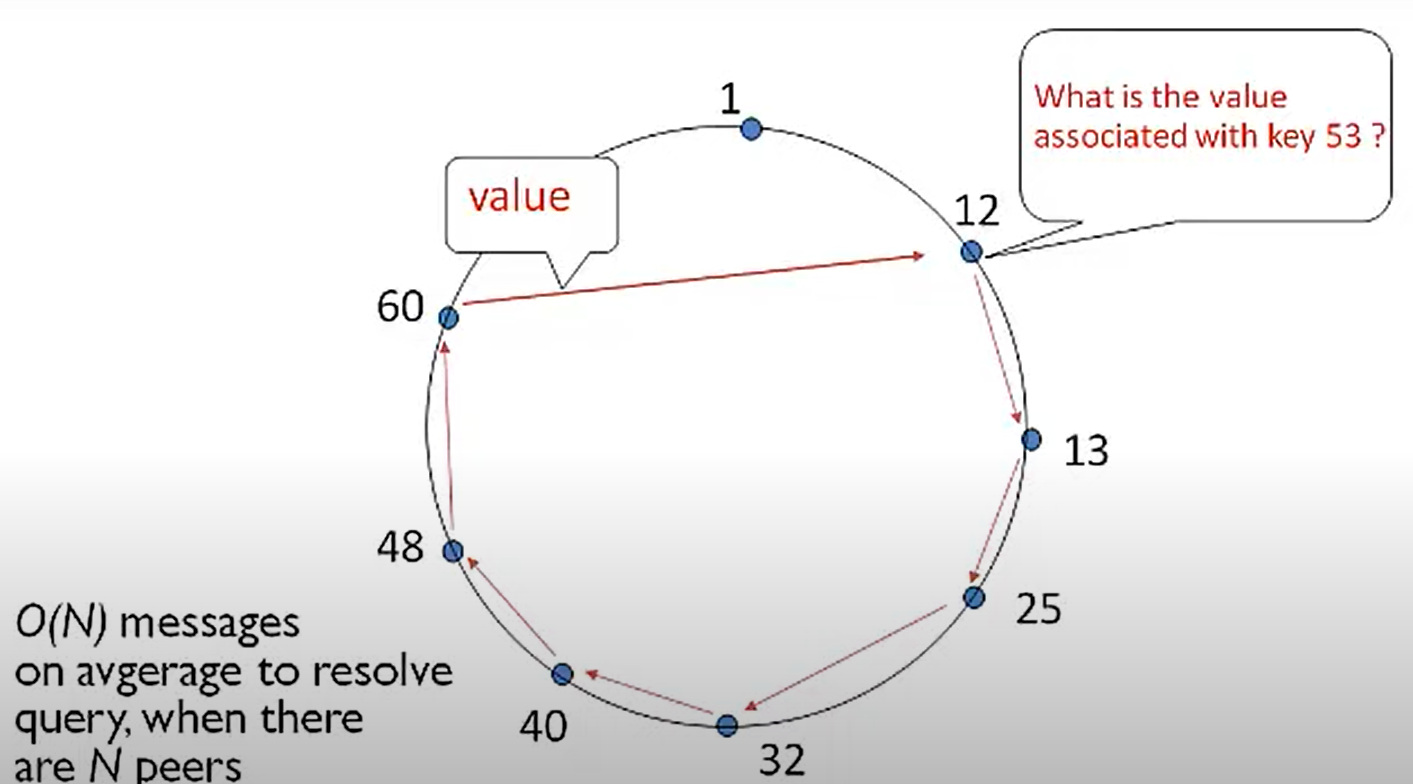 1
What is the value
associated with key 53 ?
value
12
60
13
48
25
O(N) messages
on avgerage to resolve
query, when there
are N peers
40
32